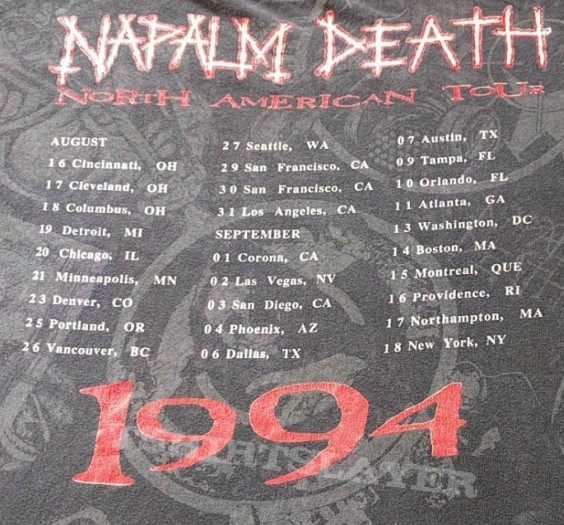 NAPALM DEATH
NORTH AMERICAN TOUR
AUGUST
16 Cincinnati, OH
17 Cleveland, OH
18 Columbus, OH
19 Detroit, MI
20 Chicago, IL
21 Minneapolis, MN
23 Denver, CO
25 Portland, OR
26 Vancouver, BC
27 Seattle, WA
29 San Francisco, CA
30 San Francisco, CA
31 Los Angeles, CA
SEPTEMBER
01 Corona, CA
02 Las Vegas, NV
03 San Diego, CA
04 Phoenix, AZ
06 Dallas, TX
07 Austin, TX
09 Tampa, FL
10 Orlando, FL
11 Atlanta, GA
13 Washington, DC
14 Boston, MA
15 Montreal, QUE
16 Providence, RI
17 Northampton, MA
18 New York, NY
1994